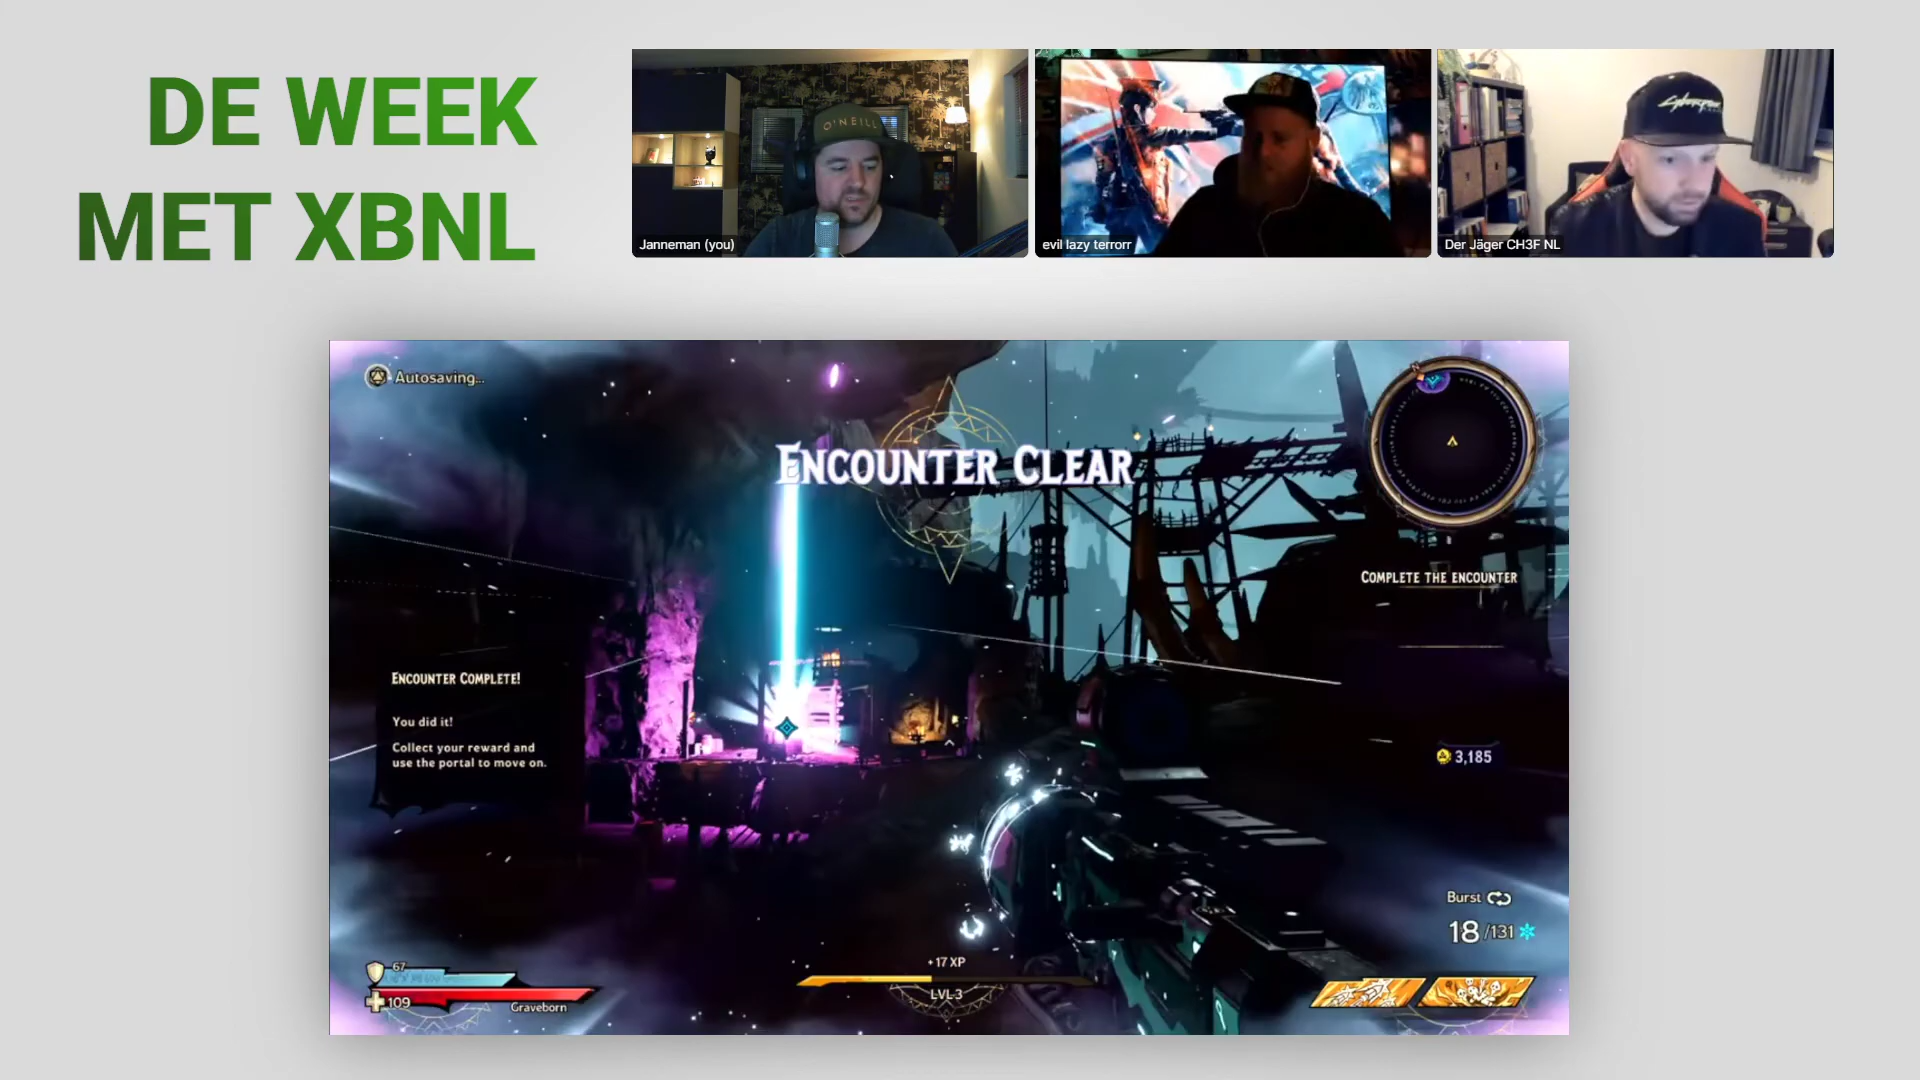 DE WEEK
MET XBNL
O'NEILL
Janneman (you)
evil lazy terrorr
Der Jäger CH3F NL
Autosaving...
ENCOUNTER CLEAR
COMPLETE THE ENCOUNTER
ENCOUNTER COMPLETE!
You did it!
Collect your reward and
use the portal to move on.
3,185
Burst
18/131
+17 XP
LVL 3
67
109
Graveborn